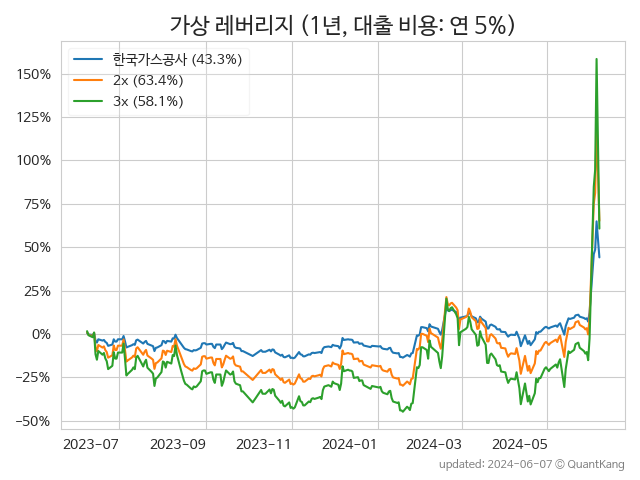 가상 레버리지 (1년, 대출 비용: 연 5%)
한국가스공사 (43.3%)
2x (63.4%)
3x (58.1%)
150%
125%
100%
75%
50%
25%
0%
−25%
−50%
2023-07 2023-09 2023-11 2024-01 2024-03 2024-05
updated: 2024-06-07 © QuantKang